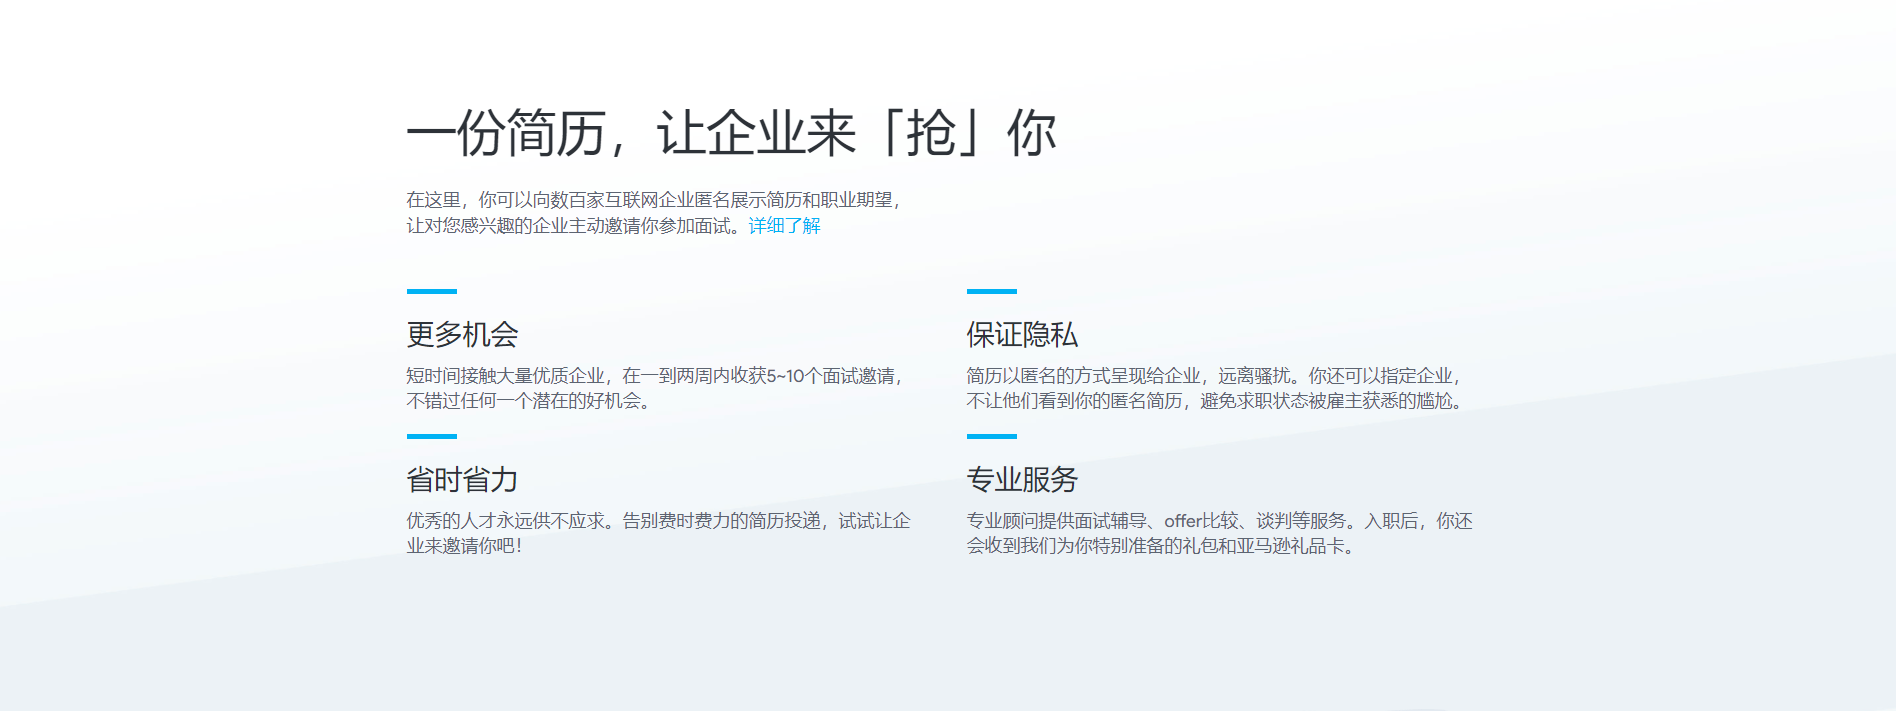 一份简历，让企业来「抢」你
在这里，你可以向数百家互联网企业匿名展示简历和职业期望，
让对您感兴趣的企业主动邀请你参加面试。详细了解
更多机会
短时间接触大量优质企业，在一到两周内收获5~10个面试邀请，
不错过任何一个潜在的好机会。
保证隐私
简历以匿名的方式呈现给企业，远离骚扰。你还可以指定企业，
不让他们看到你的匿名简历，避免求职状态被雇主获悉的尴尬。
省时省力
优秀的人才永远供不应求。告别费时费力的简历投递，试试让企
业来邀请你吧！
专业服务
专业顾问提供面试辅导、offer比较、谈判等服务。入职后，你还
会收到我们为你特别准备的礼包和亚马逊礼品卡。